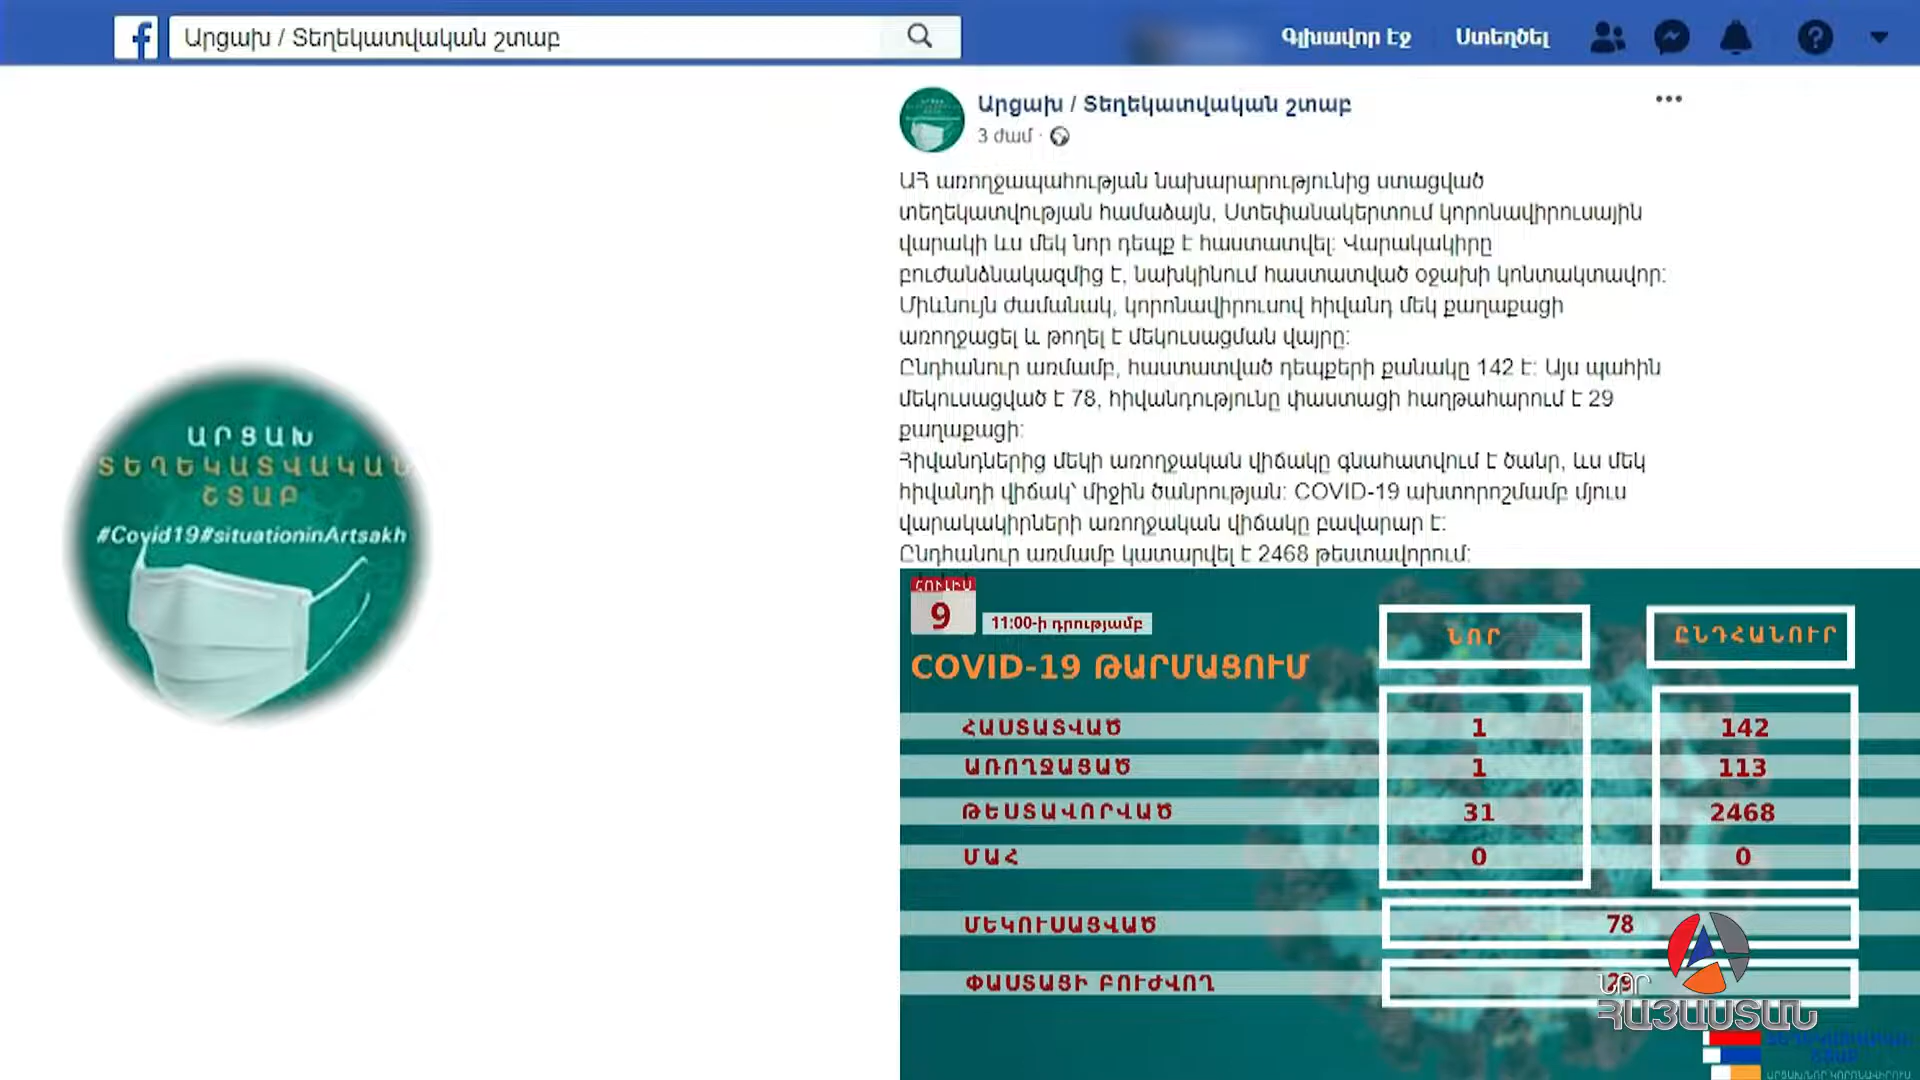 Արցախ / Տեղեկատվական շտաբ
Գլխավոր էջ
Ստեղծել
Արցախ / Տեղեկատվական շտաբ
3 ժամ ·
ԱՀ առողջապահության նախարարությունից ստացված
տեղեկատվության համաձայն, Ստեփանակերտում կորոնավիրուսային
վարակի ևս մեկ նոր դեպք է հաստատվել: Վարակակիրը
բուժանձնակազմից է, նախկինում հաստատված օջախի կոնտակտավոր:
Միևնույն ժամանակ, կորոնավիրուսով հիվանդ մեկ քաղաքացի
առողջացել և թողել է մեկուսացման վայրը:
Ընդհանուր առմամբ, հաստատված դեպքերի քանակը 142 է: Այս պահին
մեկուսացված է 78, հիվանդությունը փաստացի հաղթահարում է 29
քաղաքացի:
Հիվանդներից մեկի առողջական վիճակը գնահատվում է ծանր, ևս մեկ
հիվանդի վիճակ՝ միջին ծանրության: COVID-19 ախտորոշմամբ մյուս
վարակակիրների առողջական վիճակը բավարար է:
Ընդհանուր առմամբ կատարվել է 2468 թեստավորում:
ԱՐՑԱԽ
ՏԵՂԵԿԱՏՎԱԿԱՆ
ՇՏԱԲ
#Covid19#situationinArtsakh
ՀՈՒՆԻՍ
9
11:00-ի դրությամբ
COVID-19 ԹԱՐՄԱՑՈՒՄ
ՆՈՐ
ԸՆԴՀԱՆՈՒՐ
ՀԱՍՏԱՏՎԱԾ 1 142
ԱՌՈՂՋԱՑԱԾ 1 113
ԹԵՍՏԱՎՈՐՎԱԾ 31 2468
ՄԱՀ 0 0
ՄԵԿՈՒՍԱՑՎԱԾ 78
ՓԱՍՏԱՑԻ ԲՈՒԺՎՈՂ 29
ՆՈՐ
ՀԱՅԱՍՏԱՆ